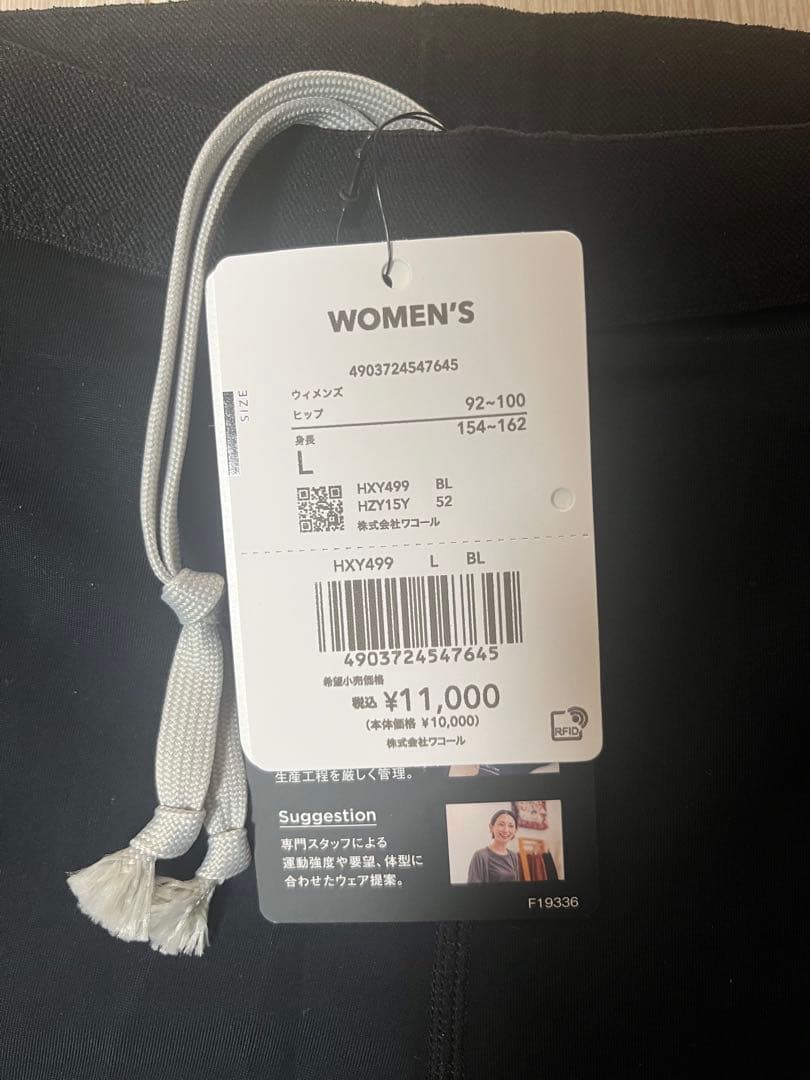 WOMEN'S
4903724547645
SIZE
ウィメンズ
ヒップ 92~100
身長 154~162
L
HXY499 BL
HZY15Y 52
株式会社ワコール
HXY499 L BL
4903724547645
希望小売価格
税込 ¥11,000
(本体価格 ¥10,000)
株式会社ワコール
RFID
生産工程を厳しく管理。
Suggestion
専門スタッフによる
運動強度や要望、体型に
合わせたウェア提案。
F19336